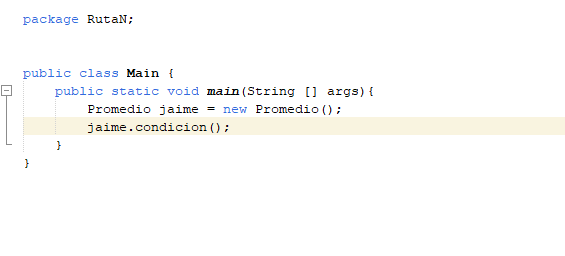 package RutaN;
public class Main {
public static void main(String [] args){
Promedio jaime = new Promedio();
jaime.condicion();
}
}